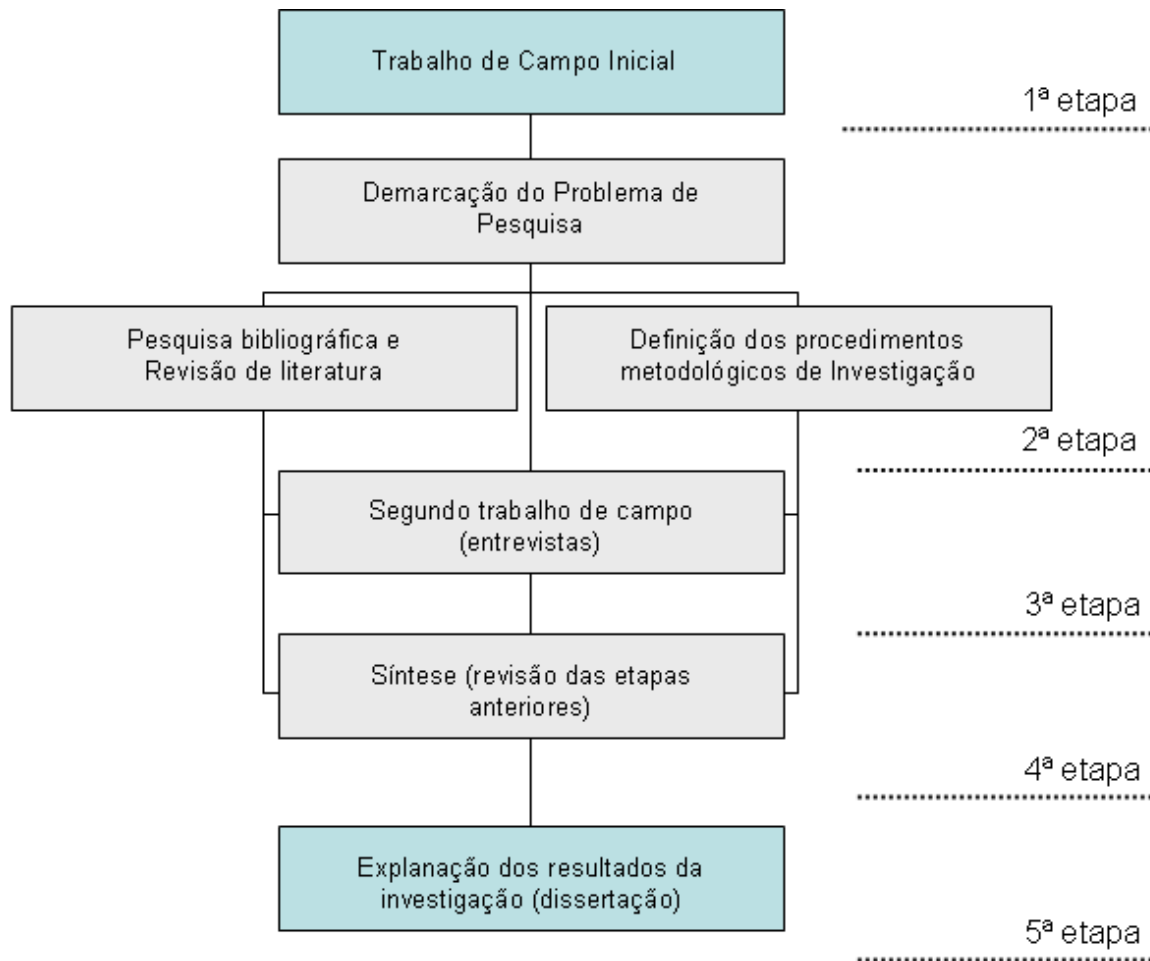 Trabalho de Campo Inicial
1ª etapa
Demarcação do Problema de
Pesquisa
Pesquisa bibliográfica e
Revisão de literatura
Definição dos procedimentos
metodológicos de Investigação
2ª etapa
Segundo trabalho de campo
(entrevistas)
3ª etapa
Síntese (revisão das etapas
anteriores)
4ª etapa
Explanação dos resultados da
investigação (dissertação)
5ª etapa